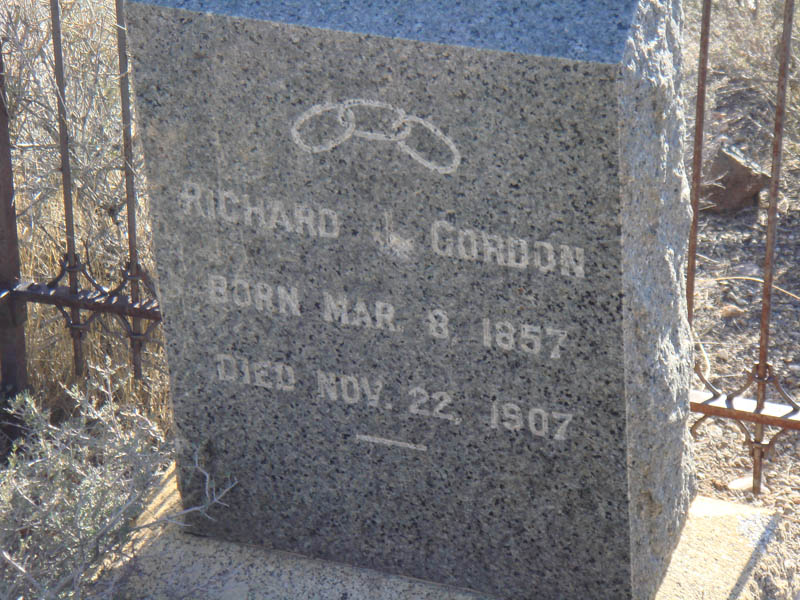 RICHARD GORDON
BORN MAR. 8, 1857
DIED NOV. 22, 1907